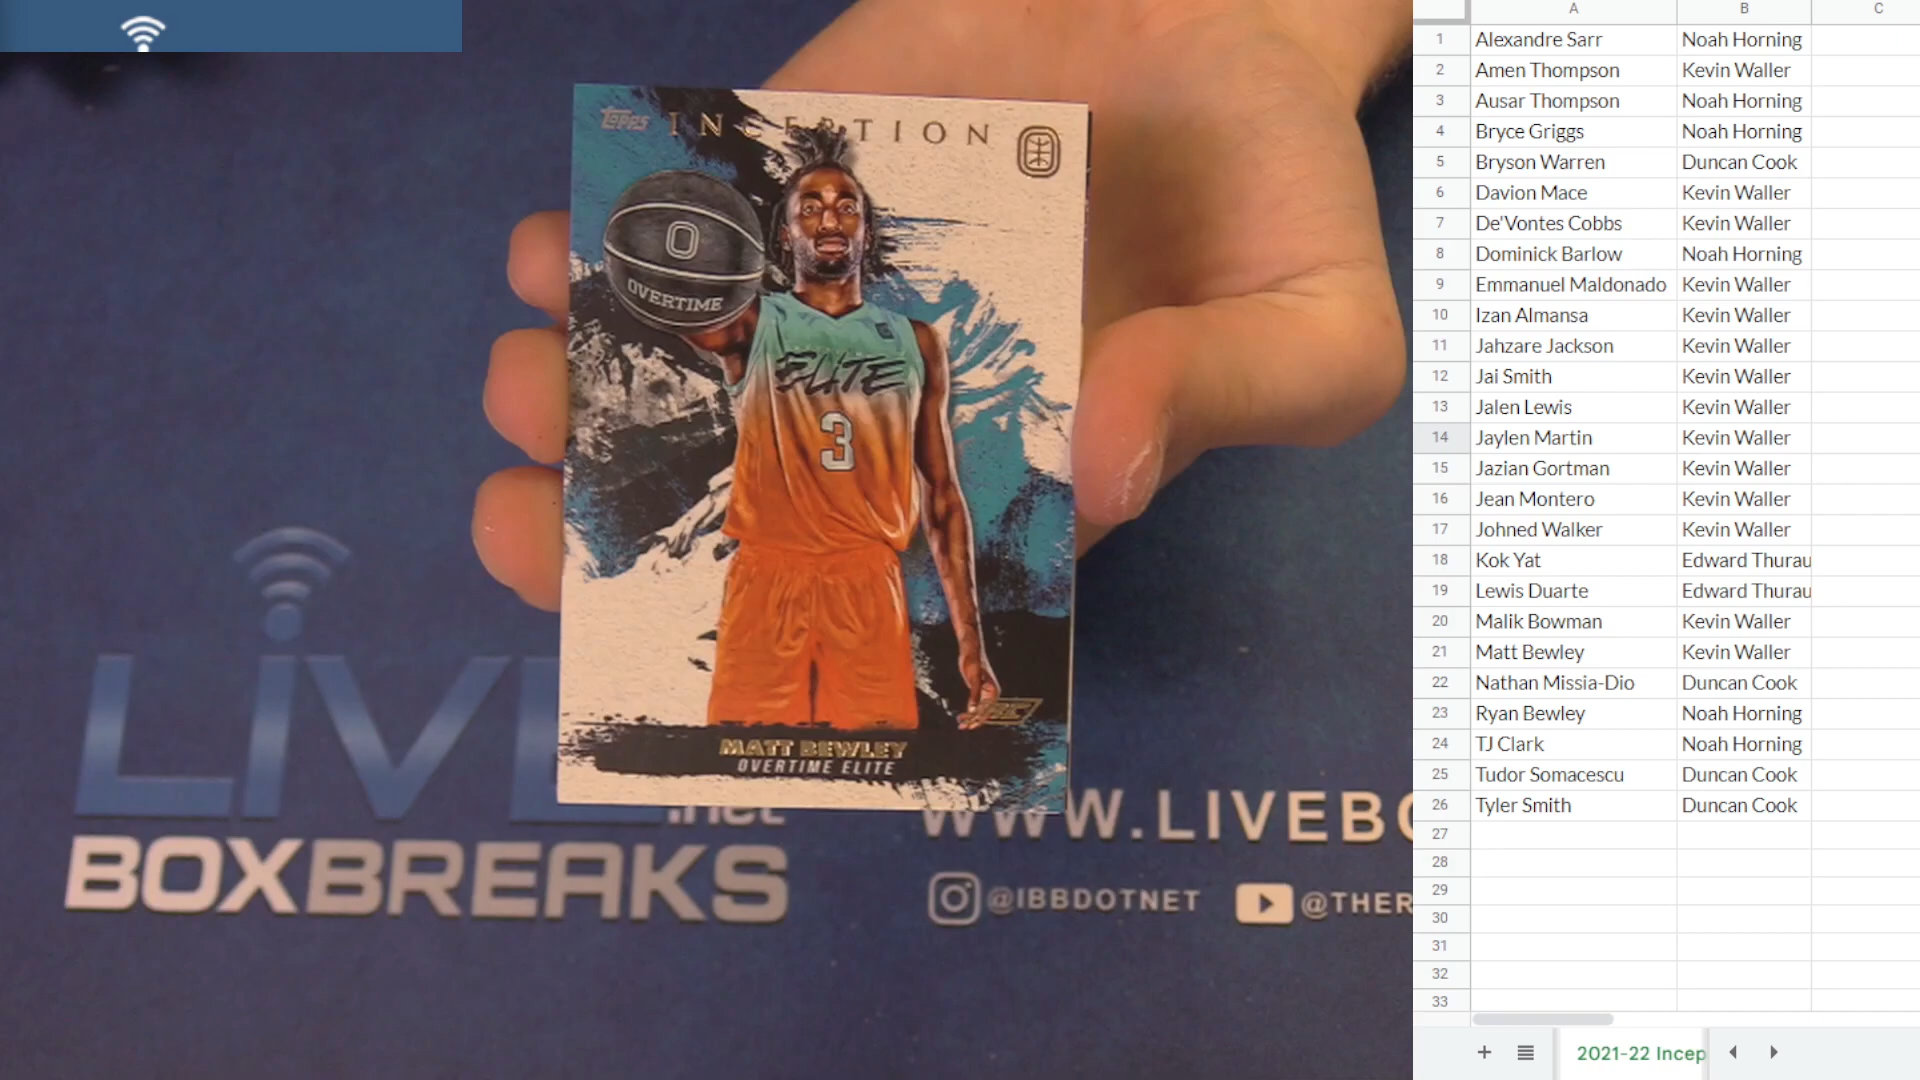 TOPPS INCEPTION
O
OVERTIME
ELITE
3
MATT BEWLEY
OVERTIME ELITE
LIVE
.net
BOXBREAKS
WWW.LIVEBO
@IBBDOTNET
@THER
A B C
1 Alexandre Sarr Noah Horning
2 Amen Thompson Kevin Waller
3 Ausar Thompson Noah Horning
4 Bryce Griggs Noah Horning
5 Bryson Warren Duncan Cook
6 Davion Mace Kevin Waller
7 De'Vontes Cobbs Kevin Waller
8 Dominick Barlow Noah Horning
9 Emmanuel Maldonado Kevin Waller
10 Izan Almansa Kevin Waller
11 Jahzare Jackson Kevin Waller
12 Jai Smith Kevin Waller
13 Jalen Lewis Kevin Waller
14 Jaylen Martin Kevin Waller
15 Jazian Gortman Kevin Waller
16 Jean Montero Kevin Waller
17 Johned Walker Kevin Waller
18 Kok Yat Edward Thurau
19 Lewis Duarte Edward Thurau
20 Malik Bowman Kevin Waller
21 Matt Bewley Kevin Waller
22 Nathan Missia-Dio Duncan Cook
23 Ryan Bewley Noah Horning
24 TJ Clark Noah Horning
25 Tudor Somacescu Duncan Cook
26 Tyler Smith Duncan Cook
27
28
29
30
31
32
33
2021-22 Incep